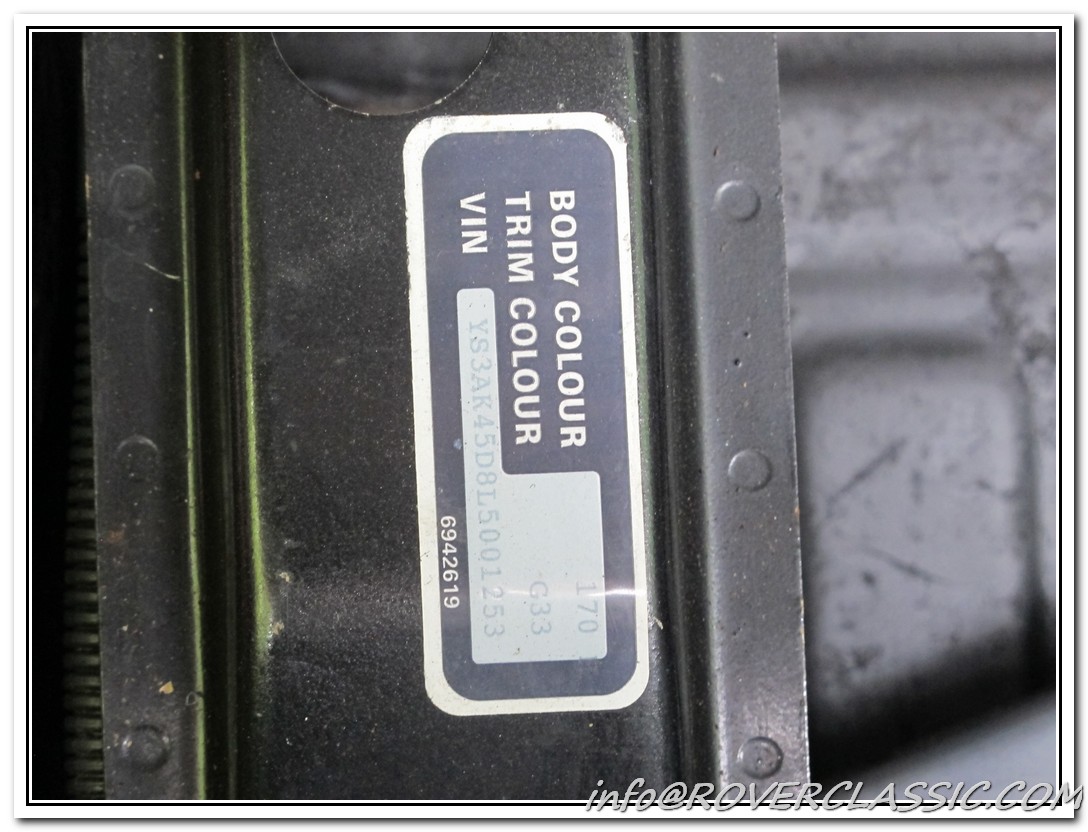 BODY COLOUR 170
TRIM COLOUR G33
VIN YS3AK45D8L5001253
6942619
info@ROVERCLASSIC.COM